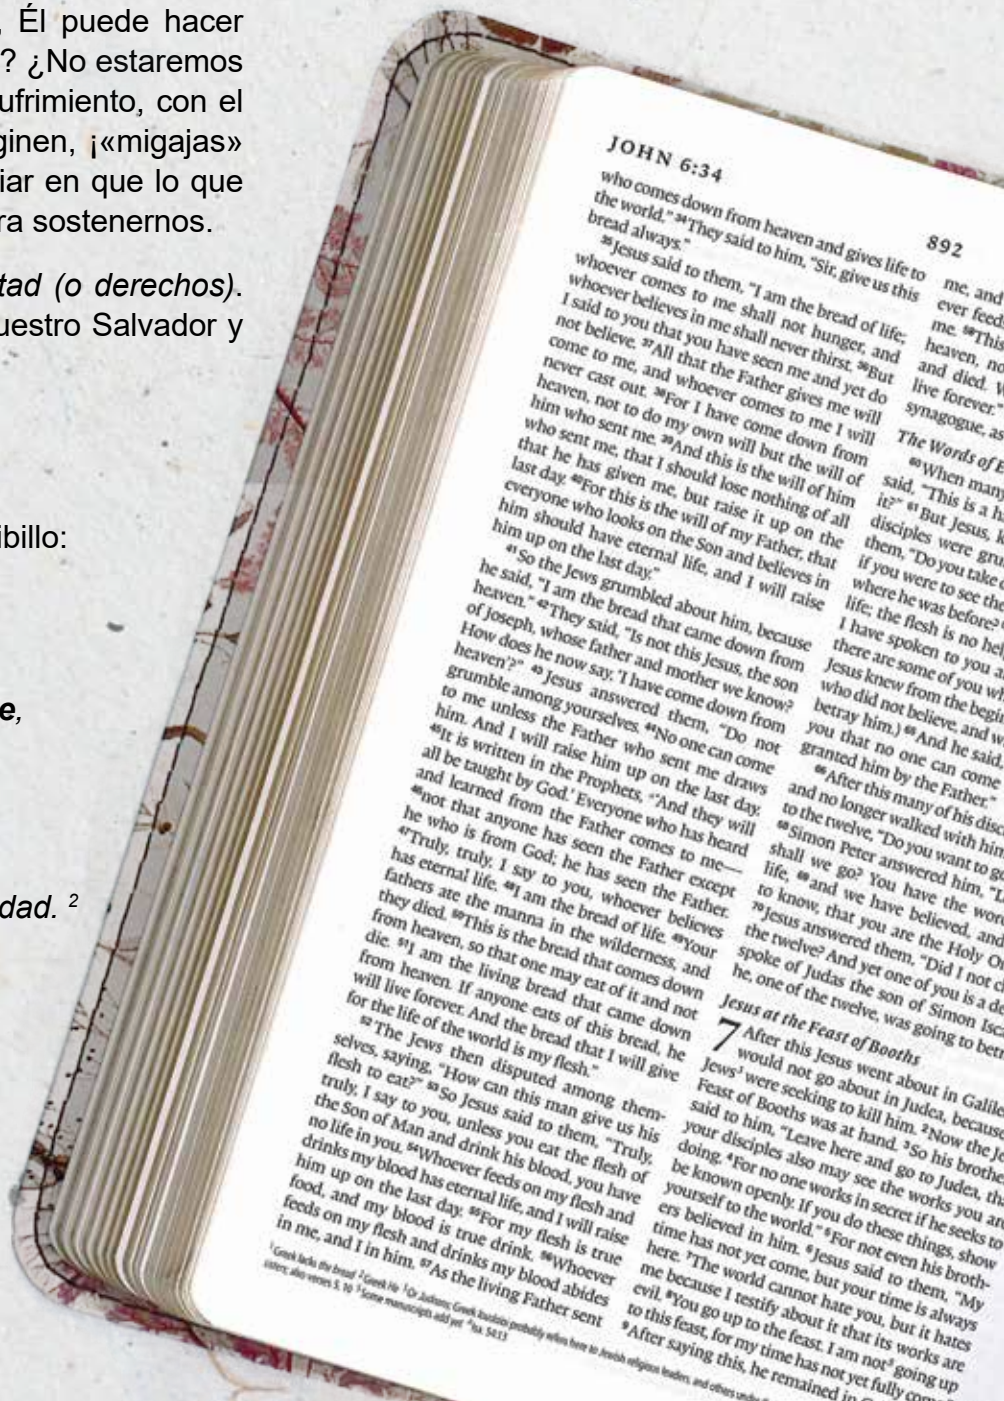 Él puede hacer
? ¿No estaremos
ufrimiento, con el
ginen, ¡«migajas»
iar en que lo que
ra sostenernos.
tad (o derechos).
uestro Salvador y
ibillo:
e,
dad. 2
JOHN 6:34
892
who comes down from heaven and gives life to
the world." 34They said to him, "Sir, give us this
bread always."
35Jesus said to them, "I am the bread of life;
whoever comes to me shall not hunger, and
whoever believes in me shall never thirst. 36But
I said to you that you have seen me and yet do
not believe. 37All that the Father gives me will
come to me, and whoever comes to me I will
never cast out. 38For I have come down from
heaven, not to do my own will but the will of
him who sent me. 39And this is the will of him
who sent me, that I should lose nothing of all
that he has given me, but raise it up on the
last day. 40For this is the will of my Father, that
everyone who looks on the Son and believes in
him should have eternal life, and I will raise
him up on the last day."
41So the Jews grumbled about him, because
he said, "I am the bread that came down from
heaven." 42They said, "Is not this Jesus, the son
of Joseph, whose father and mother we know?
How does he now say, 'I have come down from
heaven'?" 43Jesus answered them, "Do not
grumble among yourselves. 44No one can come
to me unless the Father who sent me draws
him. And I will raise him up on the last day.
45It is written in the Prophets, 'And they will
all be taught by God.' Everyone who has heard
and learned from the Father comes to me—
46not that anyone has seen the Father except
he who is from God; he has seen the Father.
47Truly, truly, I say to you, whoever believes
has eternal life. 48I am the bread of life. 49Your
fathers ate the manna in the wilderness, and
they died. 50This is the bread that comes down
from heaven, so that one may eat of it and not
die. 51I am the living bread that came down
from heaven. If anyone eats of this bread, he
will live forever. And the bread that I will give
for the life of the world is my flesh."
52The Jews then disputed among them-
selves, saying, "How can this man give us his
flesh to eat?" 53So Jesus said to them, "Truly,
truly, I say to you, unless you eat the flesh of
the Son of Man and drink his blood, you have
no life in you. 54Whoever feeds on my flesh and
drinks my blood has eternal life, and I will raise
him up on the last day. 55For my flesh is true
food, and my blood is true drink. 56Whoever
feeds on my flesh and drinks my blood abides
in me, and I in him. 57As the living Father sent
1 Greek lacks the bread 2 Greek He 3 Or Judeans; Greek Ioudaioi probably refers here to Jewish religious leaders, and others under
sisters; also verses 5, 10 5 Some manuscripts add yet Isa. 54:13
me, and
ever feed
me. 58This
heaven, no
and died. W
live forever."
synagogue, as
The Words of E
60When many
said, "This is a h
it?" 61But Jesus, k
disciples were gru
them, "Do you take o
if you were to see the
where he was before?
life; the flesh is no hel
I have spoken to you a
there are some of you wh
Jesus knew from the begi
who did not believe, and w
betray him.) 65And he said,
you that no one can come
granted him by the Father."
66After this many of his disc
and no longer walked with him
to the twelve, "Do you want to go
68Simon Peter answered him, "L
shall we go? You have the wor
life, 69and we have believed, and
to know, that you are the Holy O
70Jesus answered them, "Did I not c
the twelve? And yet one of you is a de
spoke of Judas the son of Simon Isca
he, one of the twelve, was going to betr
Jesus at the Feast of Booths
7 After this Jesus went about in Galile
would not go about in Judea, because
Jews3 were seeking to kill him. 2Now the Je
Feast of Booths was at hand. 3So his brothe
said to him, "Leave here and go to Judea, th
your disciples also may see the works you ar
doing. 4For no one works in secret if he seeks to
be known openly. If you do these things, show
yourself to the world." 5For not even his broth-
ers believed in him. 6Jesus said to them, "My
time has not yet come, but your time is always
here. 7The world cannot hate you, but it hates
me because I testify about it that its works are
evil. 8You go up to the feast. I am not5 going up
to this feast, for my time has not yet fully come."
9After saying this, he remained in